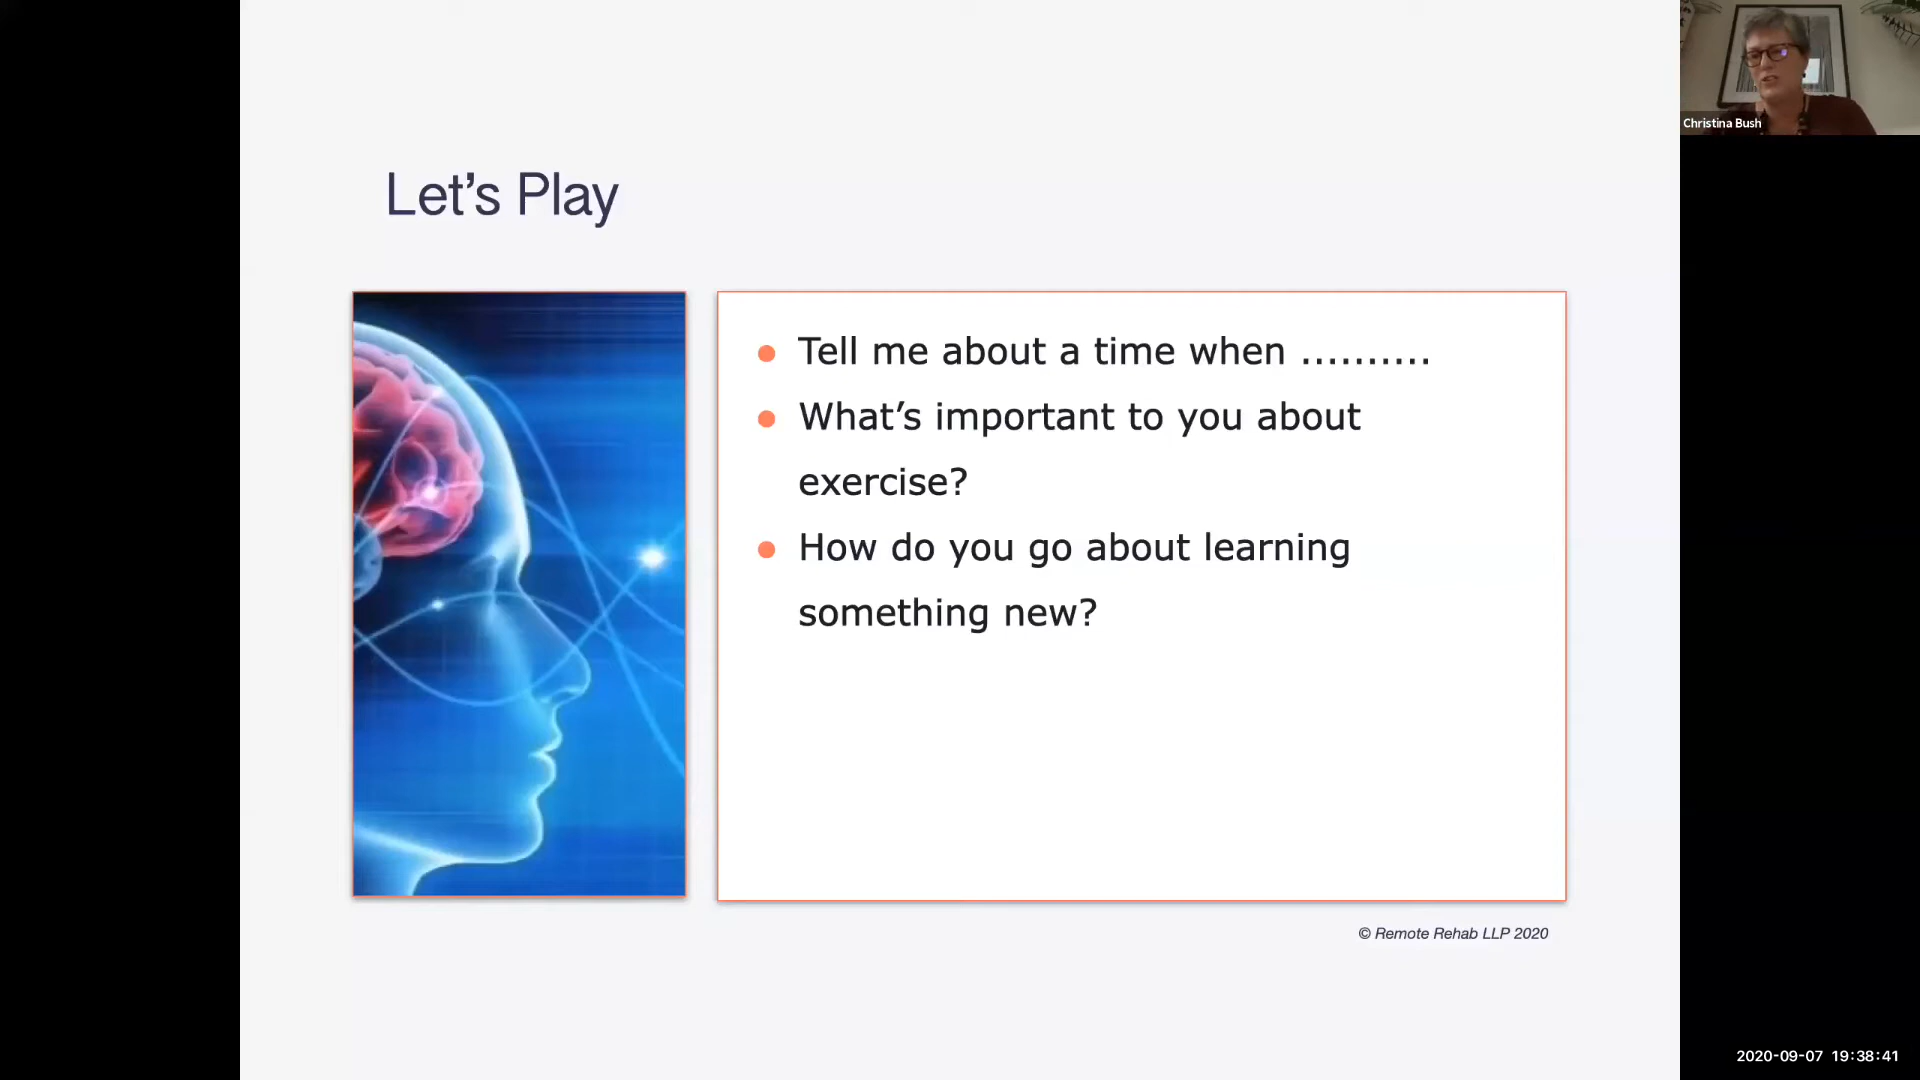 Christina Bush
Let’s Play
Tell me about a time when ..........
What’s important to you about
exercise?
How do you go about learning
something new?
© Remote Rehab LLP 2020
2020-09-07 19:38:41